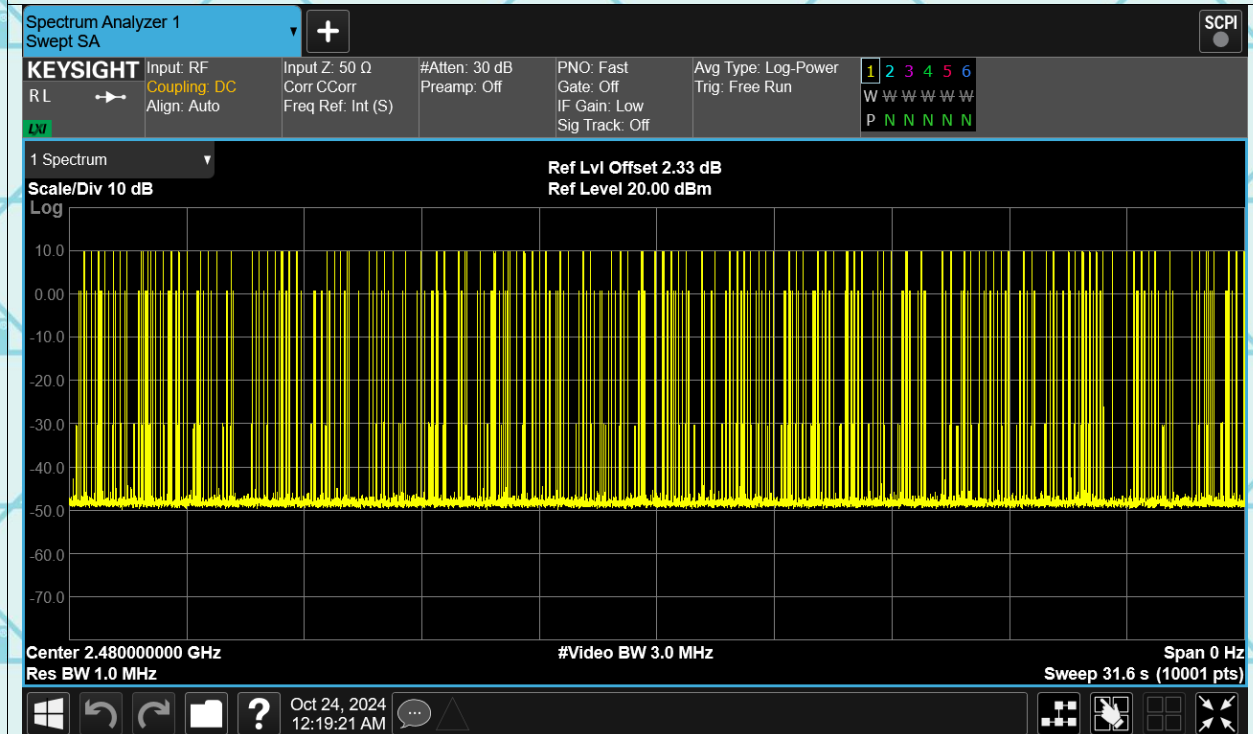 Spectrum Analyzer 1
Swept SA
SCPI
KEYSIGHT
R L
LXI
Input: RF
Coupling: DC
Align: Auto
Input Z: 50 Ω
Corr CCorr
Freq Ref: Int (S)
#Atten: 30 dB
Preamp: Off
PNO: Fast
Gate: Off
IF Gain: Low
Sig Track: Off
Avg Type: Log-Power
Trig: Free Run
1 2 3 4 5 6
W W W W W W
P N N N N N
1 Spectrum
Scale/Div 10 dB
Log
Ref Lvl Offset 2.33 dB
Ref Level 20.00 dBm
10.0
0.00
-10.0
-20.0
-30.0
-40.0
-50.0
-60.0
-70.0
Center 2.480000000 GHz
Res BW 1.0 MHz
#Video BW 3.0 MHz
Span 0 Hz
Sweep 31.6 s (10001 pts)
?
Oct 24, 2024
12:19:21 AM